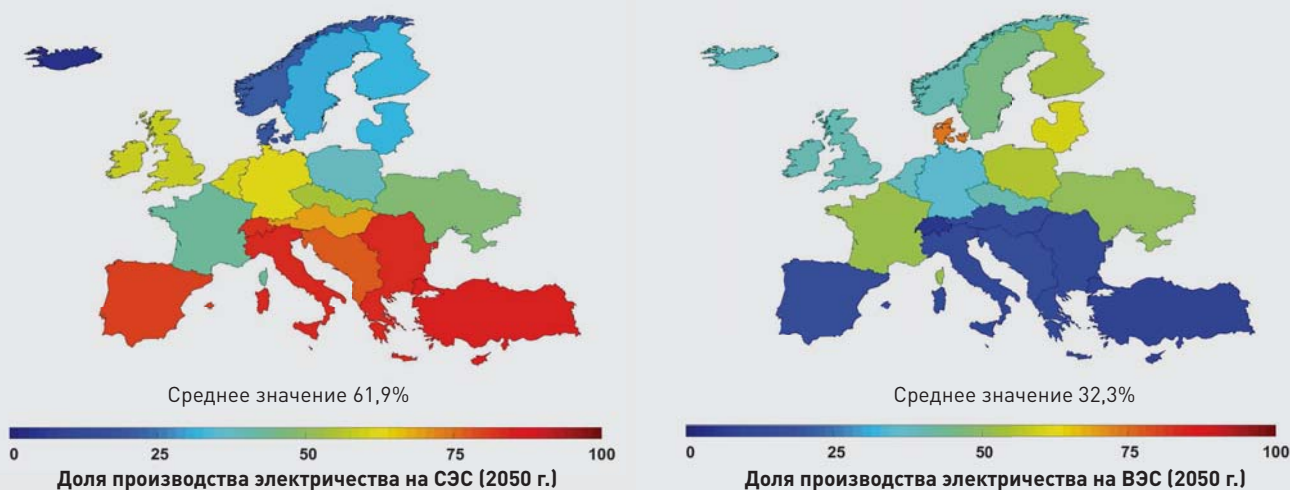 Среднее значение 61,9%
0 25 50 75 100
Доля производства электричества на СЭС (2050 г.)
Среднее значение 32,3%
0 25 50 75 100
Доля производства электричества на ВЭС (2050 г.)